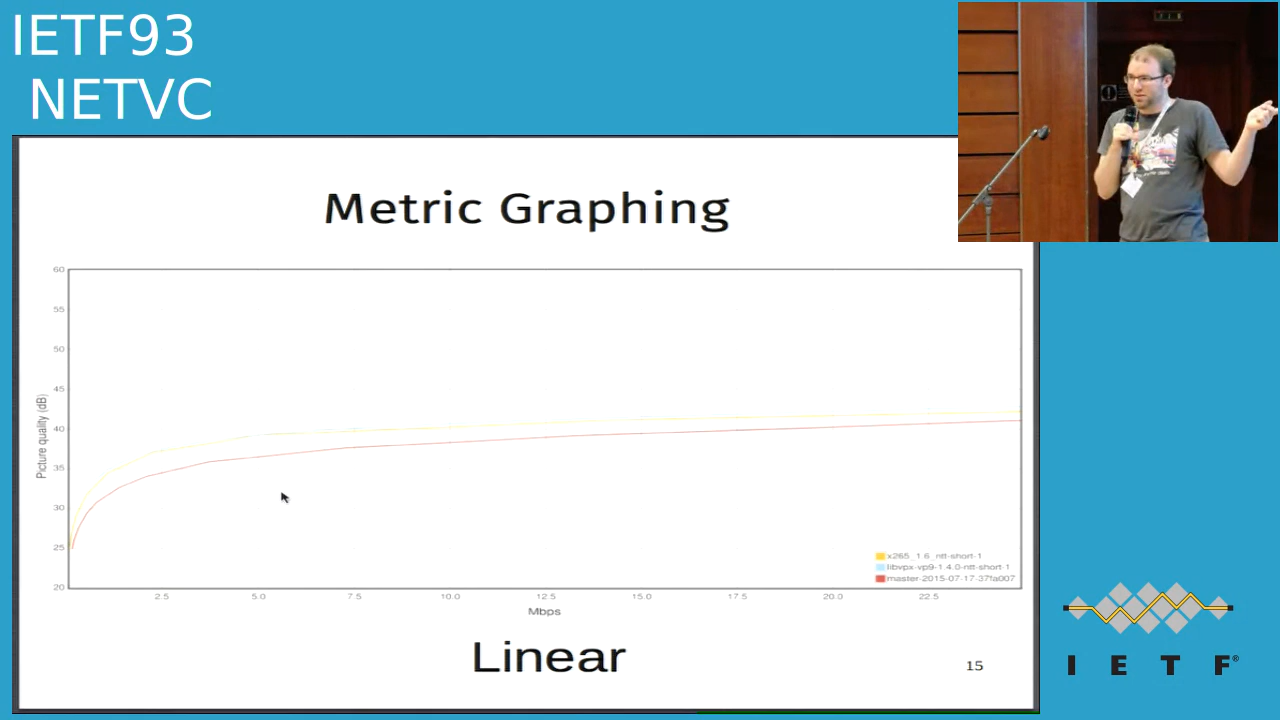 IETF93
NETVC
Metric Graphing
60
55
50
45
40
35
30
25
20
Picture quality (dB)
x265_1.6_ntt-short-1
libvpx-vp9-1.4.0-ntt-short-1
master-2015-07-17-37fa007
2.5 5.0 7.5 10.0 12.5 15.0 17.5 20.0 22.5
Mbps
Linear
15
I E T F®